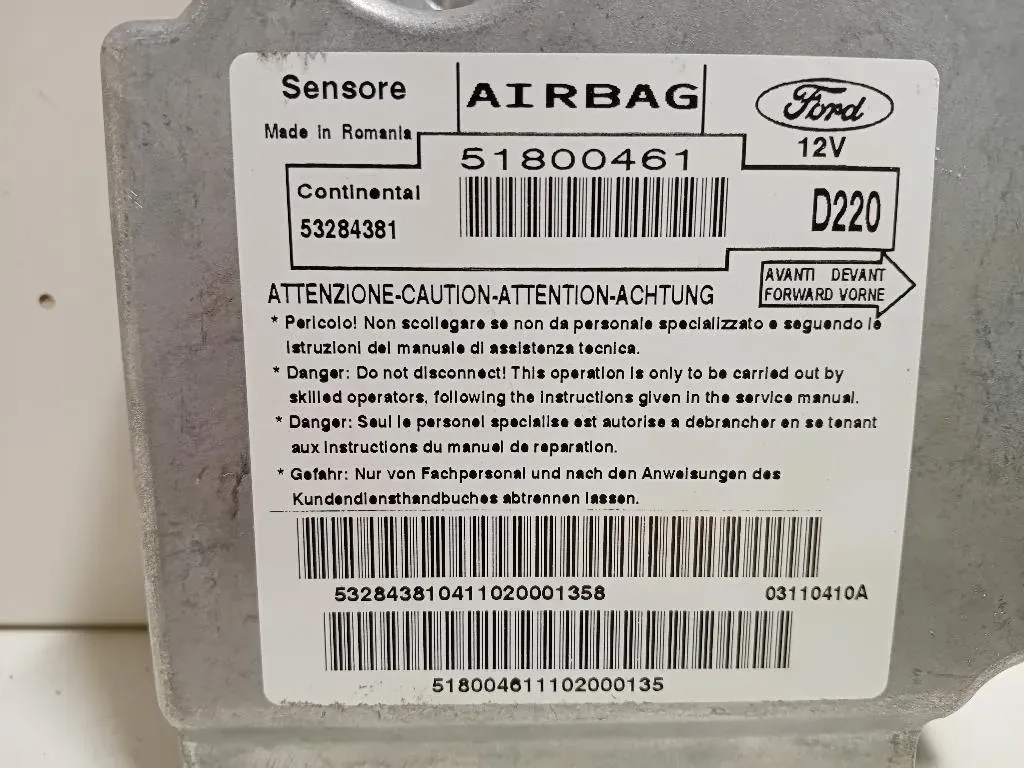 Sensore
AIRBAG
Ford
Made in Romania
12V
51800461
Continental
53284381
D220
AVANTI DEVANT
FORWARD VORNE
ATTENZIONE-CAUTION-ATTENTION-ACHTUNG
* Pericolo! Non scollegare se non da personale specializzato e seguendo le
istruzioni del manuale di assistenza tecnica.
* Danger: Do not disconnect! This operation is only to be carried out by
skilled operators, following the instructions given in the service manual.
* Danger: Seul le personel specialise est autorise a debrancher en se tenant
aux instructions du manuel de reparation.
* Gefahr: Nur von Fachpersonal und nach den Anweisungen des
Kundendiensthandbuches abtrennen lassen.
532843810411020001358
03110410A
518004611102000135